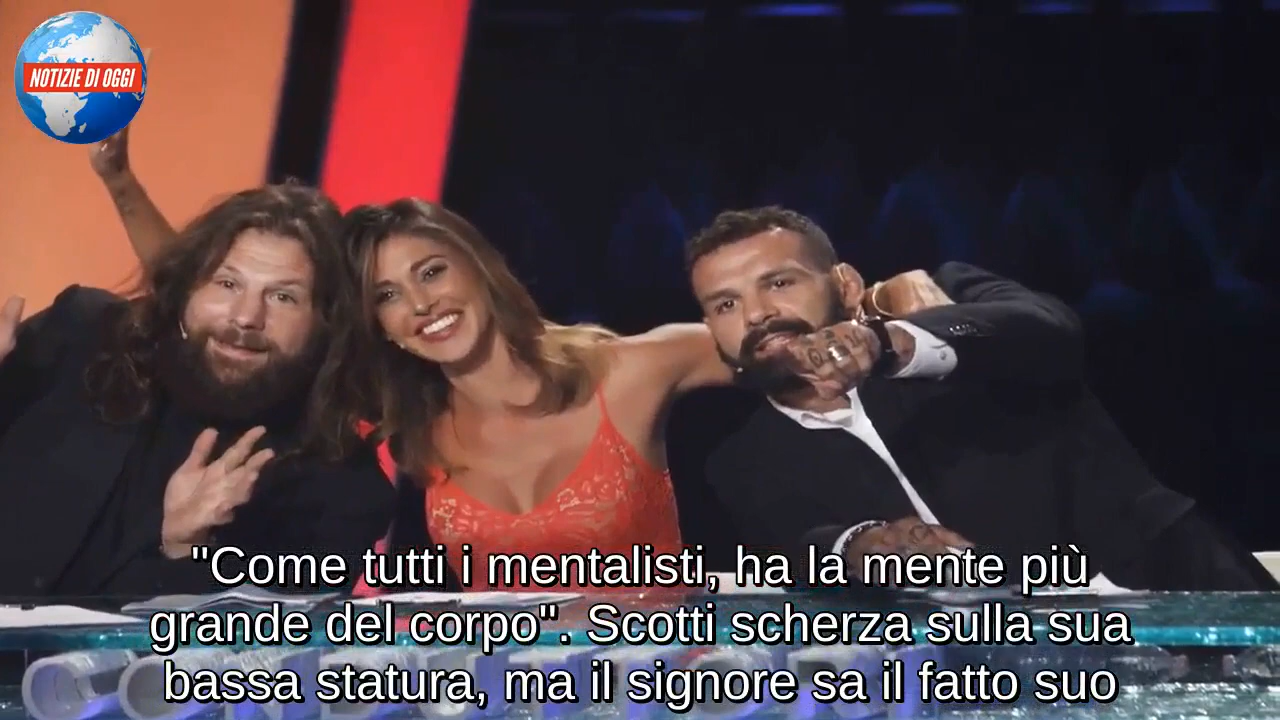 NOTIZIE DI OGGI
"Come tutti i mentalisti, ha la mente più
grande del corpo". Scotti scherza sulla sua
bassa statura, ma il signore sa il fatto suo